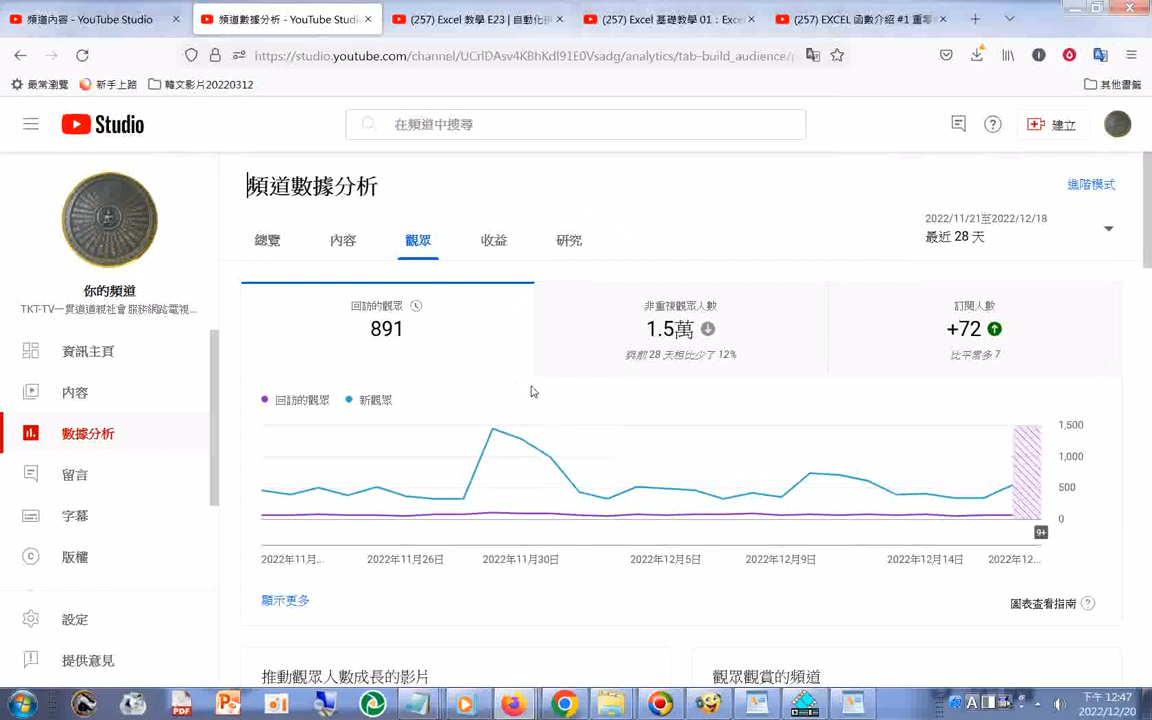 頻道內容 - YouTube Studio
頻道數據分析 - YouTube Studi
(257) Excel 教學 E23 | 自動化
(257) Excel 基礎教學 01：Exce
(257) EXCEL 函數介紹 #1 重
https://studio.youtube.com/channel/UCrlDAsv4KBhKdl91E0Vsadg/analytics/tab-build_audience/
最常瀏覽
新手上路
韓文影片20220312
其他書籤
Studio
在頻道中搜尋
建立
頻道數據分析
進階模式
2022/11/21至2022/12/18
最近 28 天
總覽
內容
觀眾
收益
研究
你的頻道
TKT-TV一貫道道親社會服務網路電視...
資訊主頁
內容
數據分析
留言
字幕
版權
設定
提供意見
回訪的觀眾
891
非重複觀眾人數
1.5萬
與前 28 天相比少了 12%
訂閱人數
+72
比平常多 7
回訪的觀眾
新觀眾
1,500
1,000
500
0
9+
2022年11月...
2022年11月26日
2022年11月30日
2022年12月5日
2022年12月9日
2022年12月14日
2022年12...
顯示更多
圖表查看指南
推動觀眾人數成長的影片
觀眾觀賞的頻道
PDF
A
下午 12:47
2022/12/20